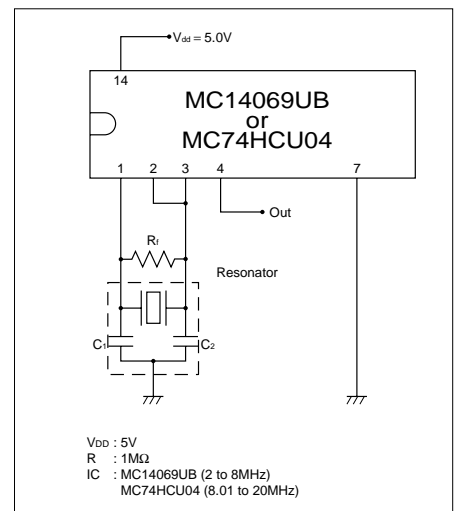 Vdd = 5.0V
14
MC14069UB
or
MC74HCU04
1 2 3 4 7
Out
Rf
Resonator
C1 C2
VDD : 5V
R : 1MΩ
IC : MC14069UB (2 to 8MHz)
MC74HCU04 (8.01 to 20MHz)